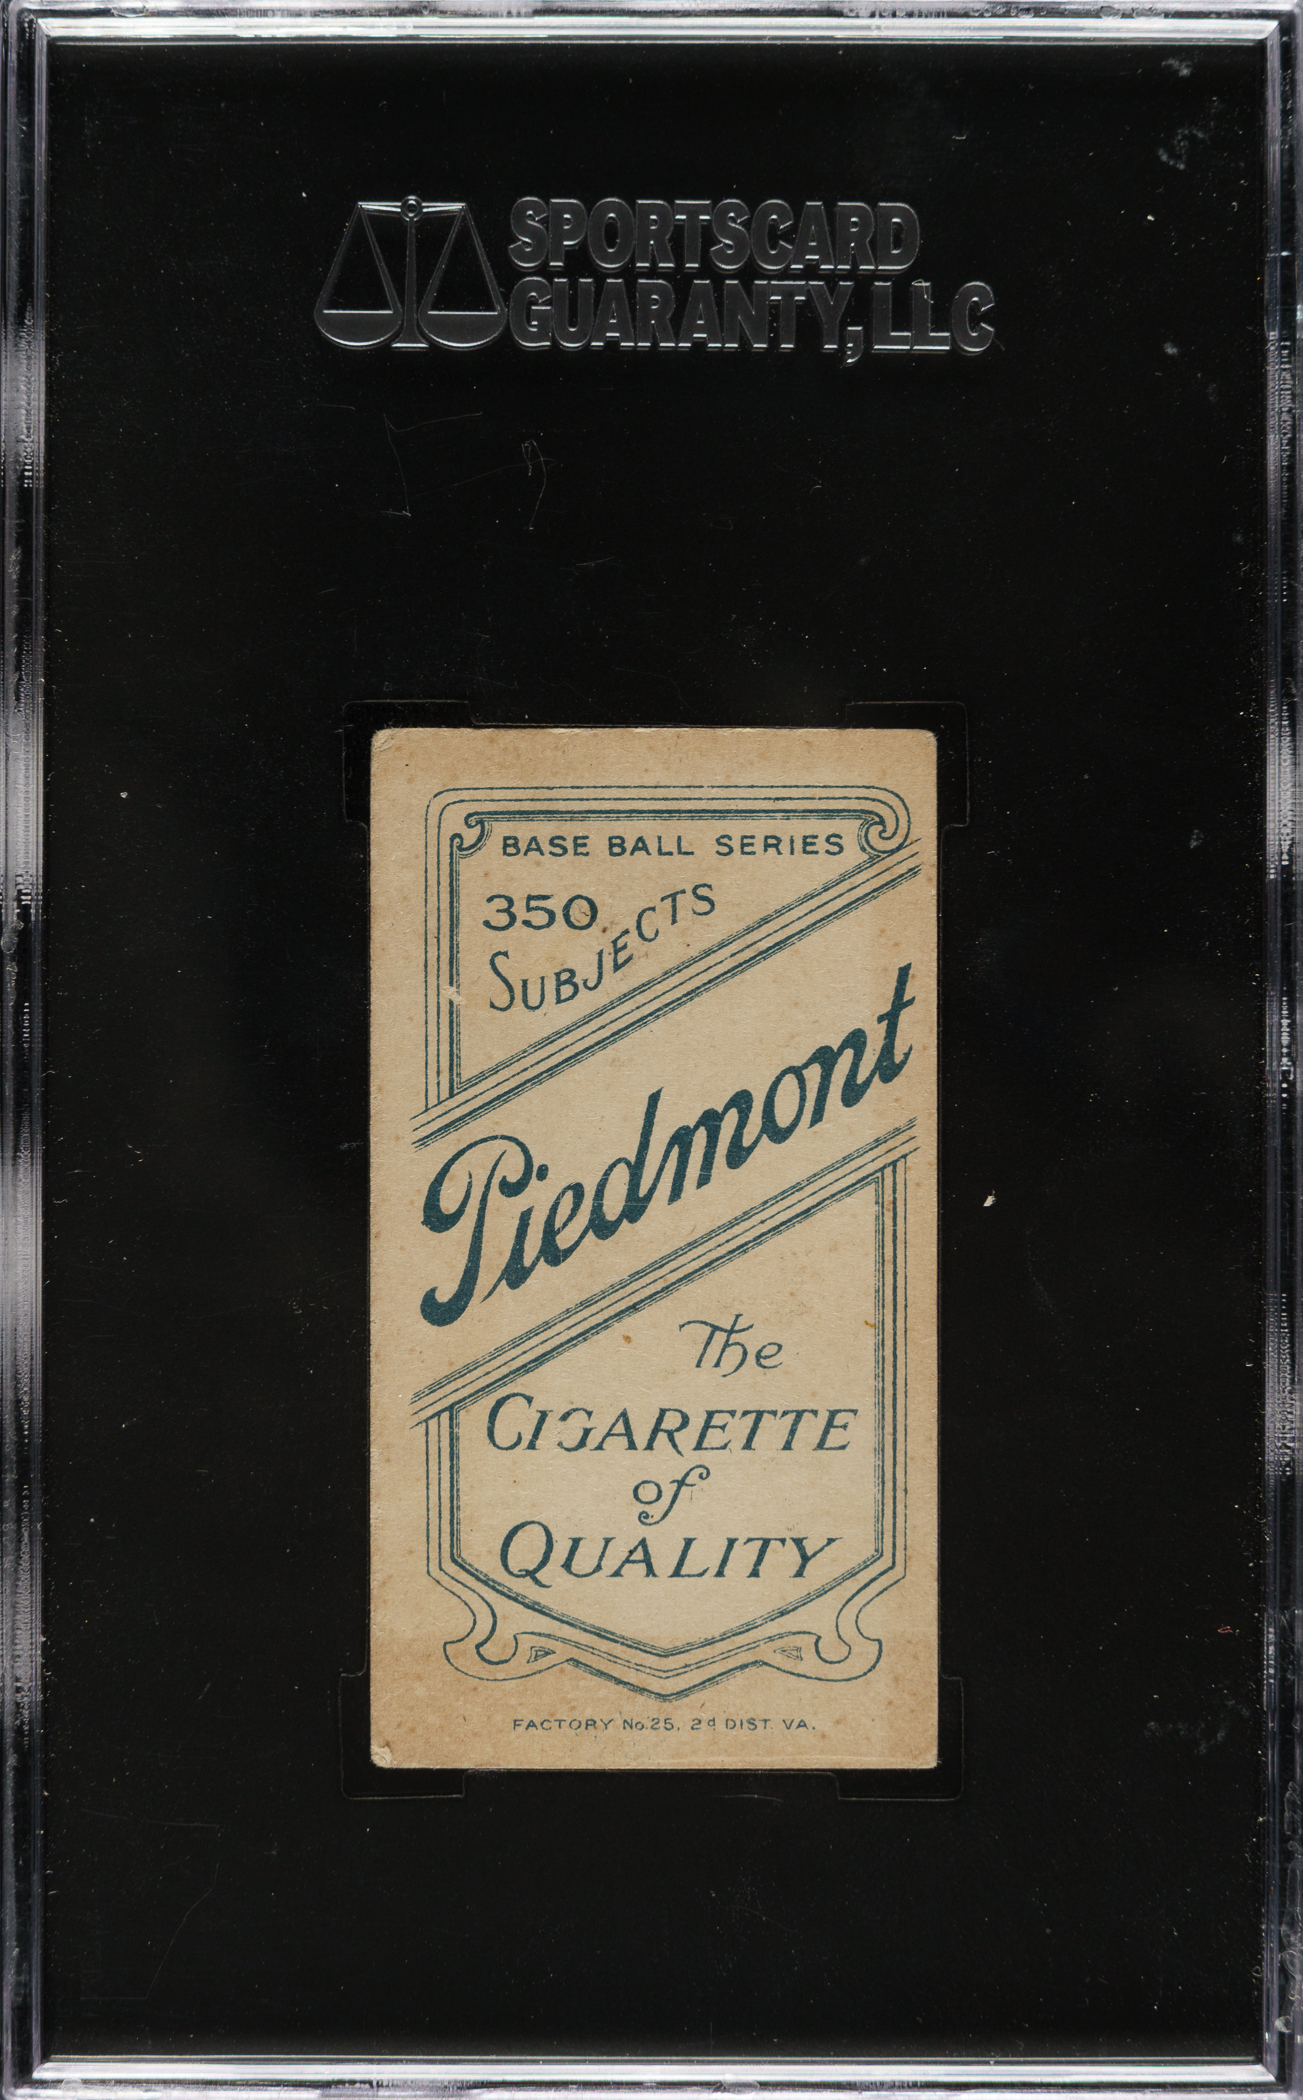 SPORTSCARD
GUARANTY, LLC
BASE BALL SERIES
350
SUBJECTS
Piedmont
The
CIGARETTE
of
QUALITY
FACTORY No. 25, 2d DIST. VA.